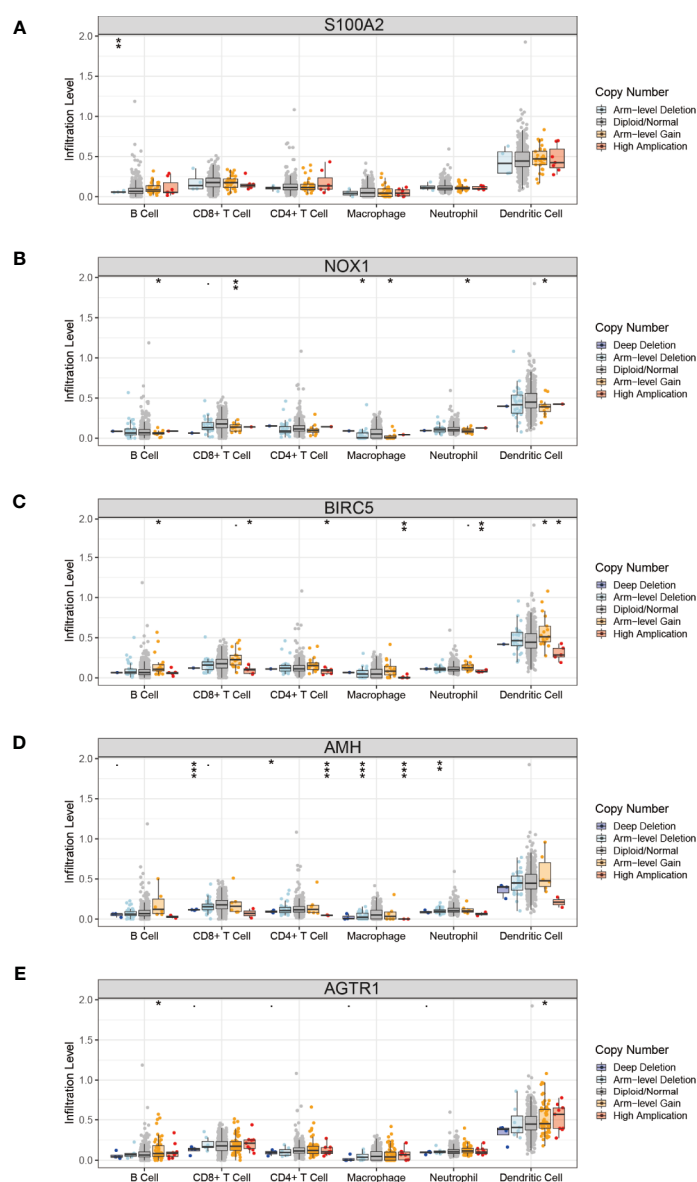 A
S100A2
**
2.0
1.5
1.0
0.5
0.0
Infiltration Level
B Cell CD8+ T Cell CD4+ T Cell Macrophage Neutrophil Dendritic Cell
Copy Number
Arm-level Deletion
Diploid/Normal
Arm-level Gain
High Amplication
B
NOX1
* . ** * * * *
2.0
1.5
1.0
0.5
0.0
Infiltration Level
B Cell CD8+ T Cell CD4+ T Cell Macrophage Neutrophil Dendritic Cell
Copy Number
Deep Deletion
Arm-level Deletion
Diploid/Normal
Arm-level Gain
High Amplication
C
BIRC5
* . * * ** . ** * *
2.0
1.5
1.0
0.5
0.0
Infiltration Level
B Cell CD8+ T Cell CD4+ T Cell Macrophage Neutrophil Dendritic Cell
Copy Number
Deep Deletion
Arm-level Deletion
Diploid/Normal
Arm-level Gain
High Amplication
D
AMH
. *** . * *** *** *** **
2.0
1.5
1.0
0.5
0.0
Infiltration Level
B Cell CD8+ T Cell CD4+ T Cell Macrophage Neutrophil Dendritic Cell
Copy Number
Deep Deletion
Arm-level Deletion
Diploid/Normal
Arm-level Gain
High Amplication
E
AGTR1
* . . . . *
2.0
1.5
1.0
0.5
0.0
Infiltration Level
B Cell CD8+ T Cell CD4+ T Cell Macrophage Neutrophil Dendritic Cell
Copy Number
Deep Deletion
Arm-level Deletion
Diploid/Normal
Arm-level Gain
High Amplication